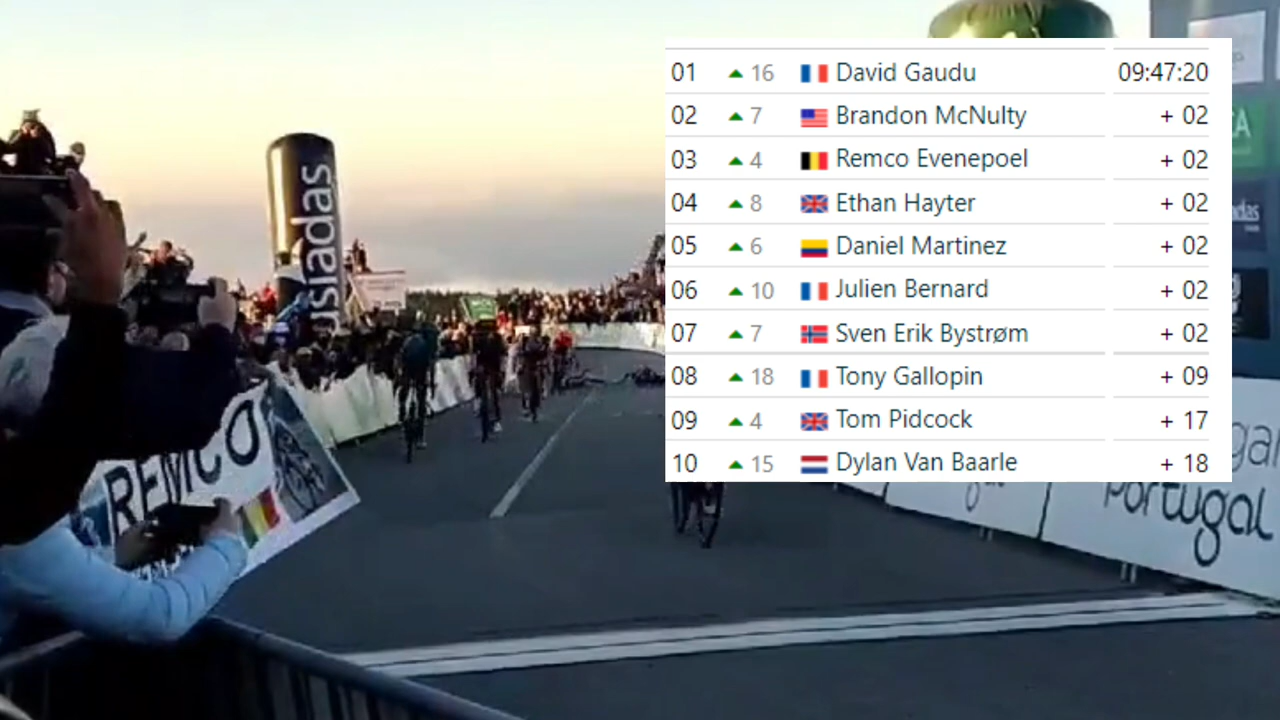 01 16 David Gaudu 09:47:20
02 7 Brandon McNulty + 02
03 4 Remco Evenepoel + 02
04 8 Ethan Hayter + 02
05 6 Daniel Martinez + 02
06 10 Julien Bernard + 02
07 7 Sven Erik Bystrøm + 02
08 18 Tony Gallopin + 09
09 4 Tom Pidcock + 17
10 15 Dylan Van Baarle + 18
REMCO
Portugal